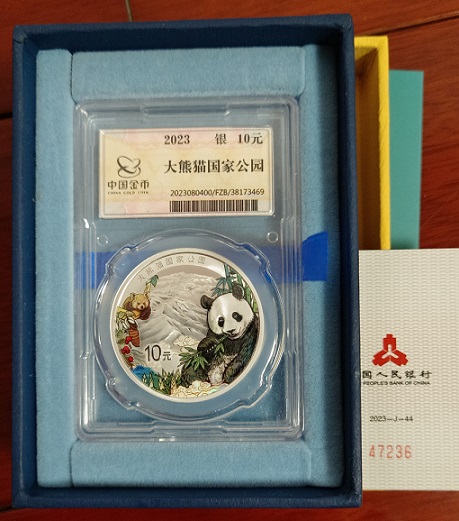 2023 银 10元
大熊猫国家公园
中国金币
CHINA GOLD COIN
2023080400/FZB/38173469
大熊猫国家公园
10元
国人民银行
PEOPLE'S BANK OF CHINA
2023-J-44
47236